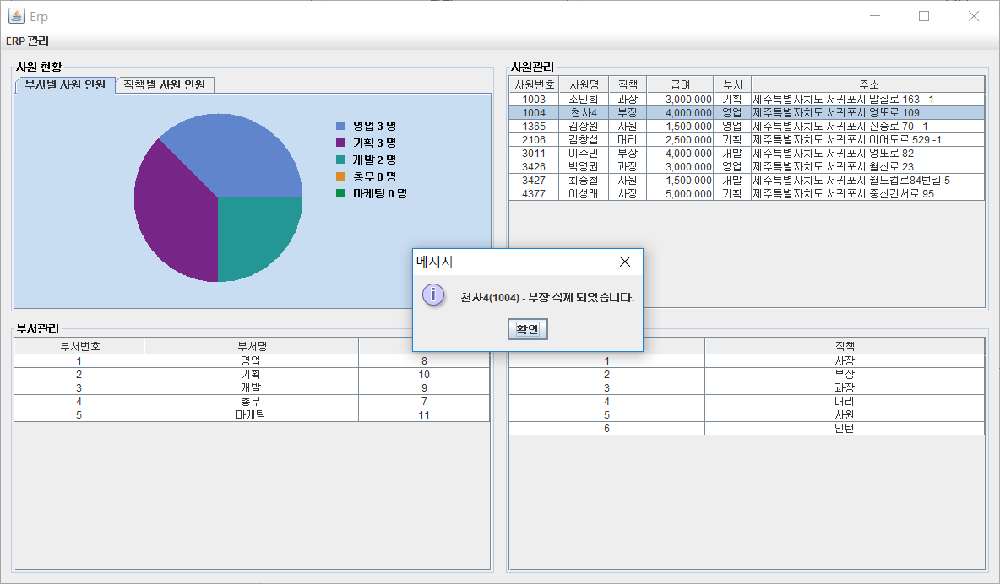 Erp
ERP 관리
사원 현황
부서별 사원 인원 직책별 사원 인원
영업 3 명
기획 3 명
개발 2 명
총무 0 명
마케팅 0 명
사원관리
사원번호 사원명 직책 급여 부서 주소
1003 조민희 과장 3,000,000 기획 제주특별자치도 서귀포시 말질로 163 - 1
1004 천사4 부장 4,000,000 영업 제주특별자치도 서귀포시 엉또로 109
1365 김상원 사원 1,500,000 영업 제주특별자치도 서귀포시 신중로 70 - 1
2106 김창섭 대리 2,500,000 기획 제주특별자치도 서귀포시 이어도로 529 -1
3011 이수민 부장 4,000,000 개발 제주특별자치도 서귀포시 엉또로 82
3426 박영권 과장 3,000,000 영업 제주특별자치도 서귀포시 월산로 23
3427 최종철 사원 1,500,000 개발 제주특별자치도 서귀포시 월드컵로84번길 5
4377 이성래 사장 5,000,000 기획 제주특별자치도 서귀포시 중산간서로 95
메시지
천사4(1004) - 부장 삭제 되었습니다.
확인
부서관리
부서번호 부서명
1 영업 8
2 기획 10
3 개발 9
4 총무 7
5 마케팅 11
직책
1 사장
2 부장
3 과장
4 대리
5 사원
6 인턴